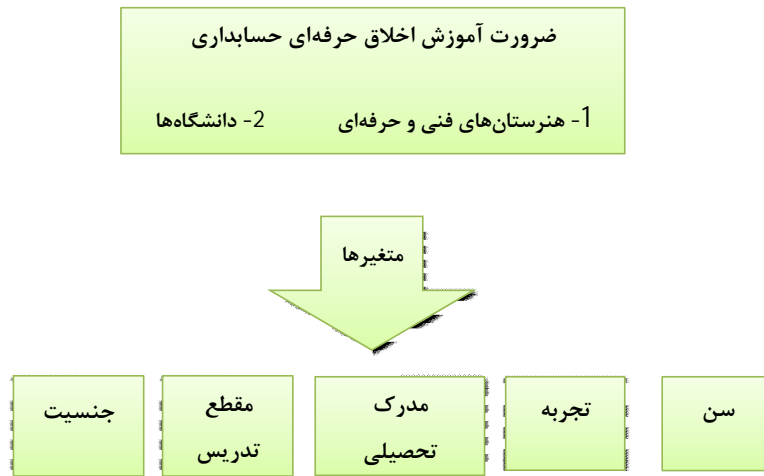 ضرورت آموزش اخلاق حرفه‌ای حسابداری
1- هنرستان‌های فنی و حرفه‌ای 2- دانشگاه‌ها
متغیرها
سن
تجربه
مدرک
تحصیلی
مقطع
تدریس
جنسیت